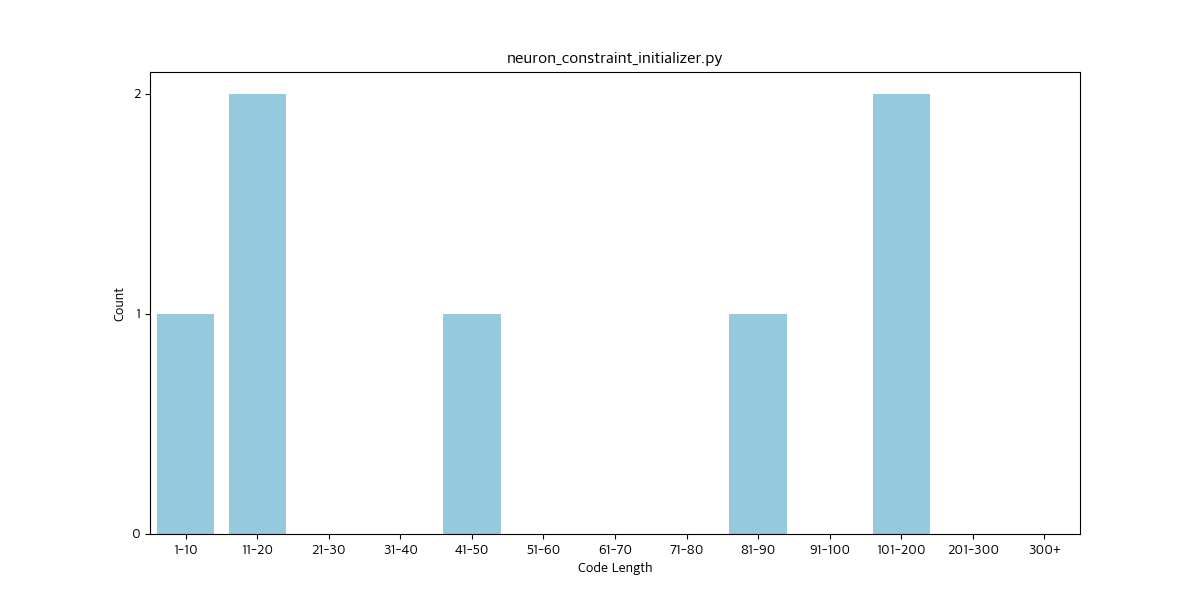 neuron_constraint_initializer.py
Count
2
1
0
1-10 11-20 21-30 31-40 41-50 51-60 61-70 71-80 81-90 91-100 101-200 201-300 300+
Code Length